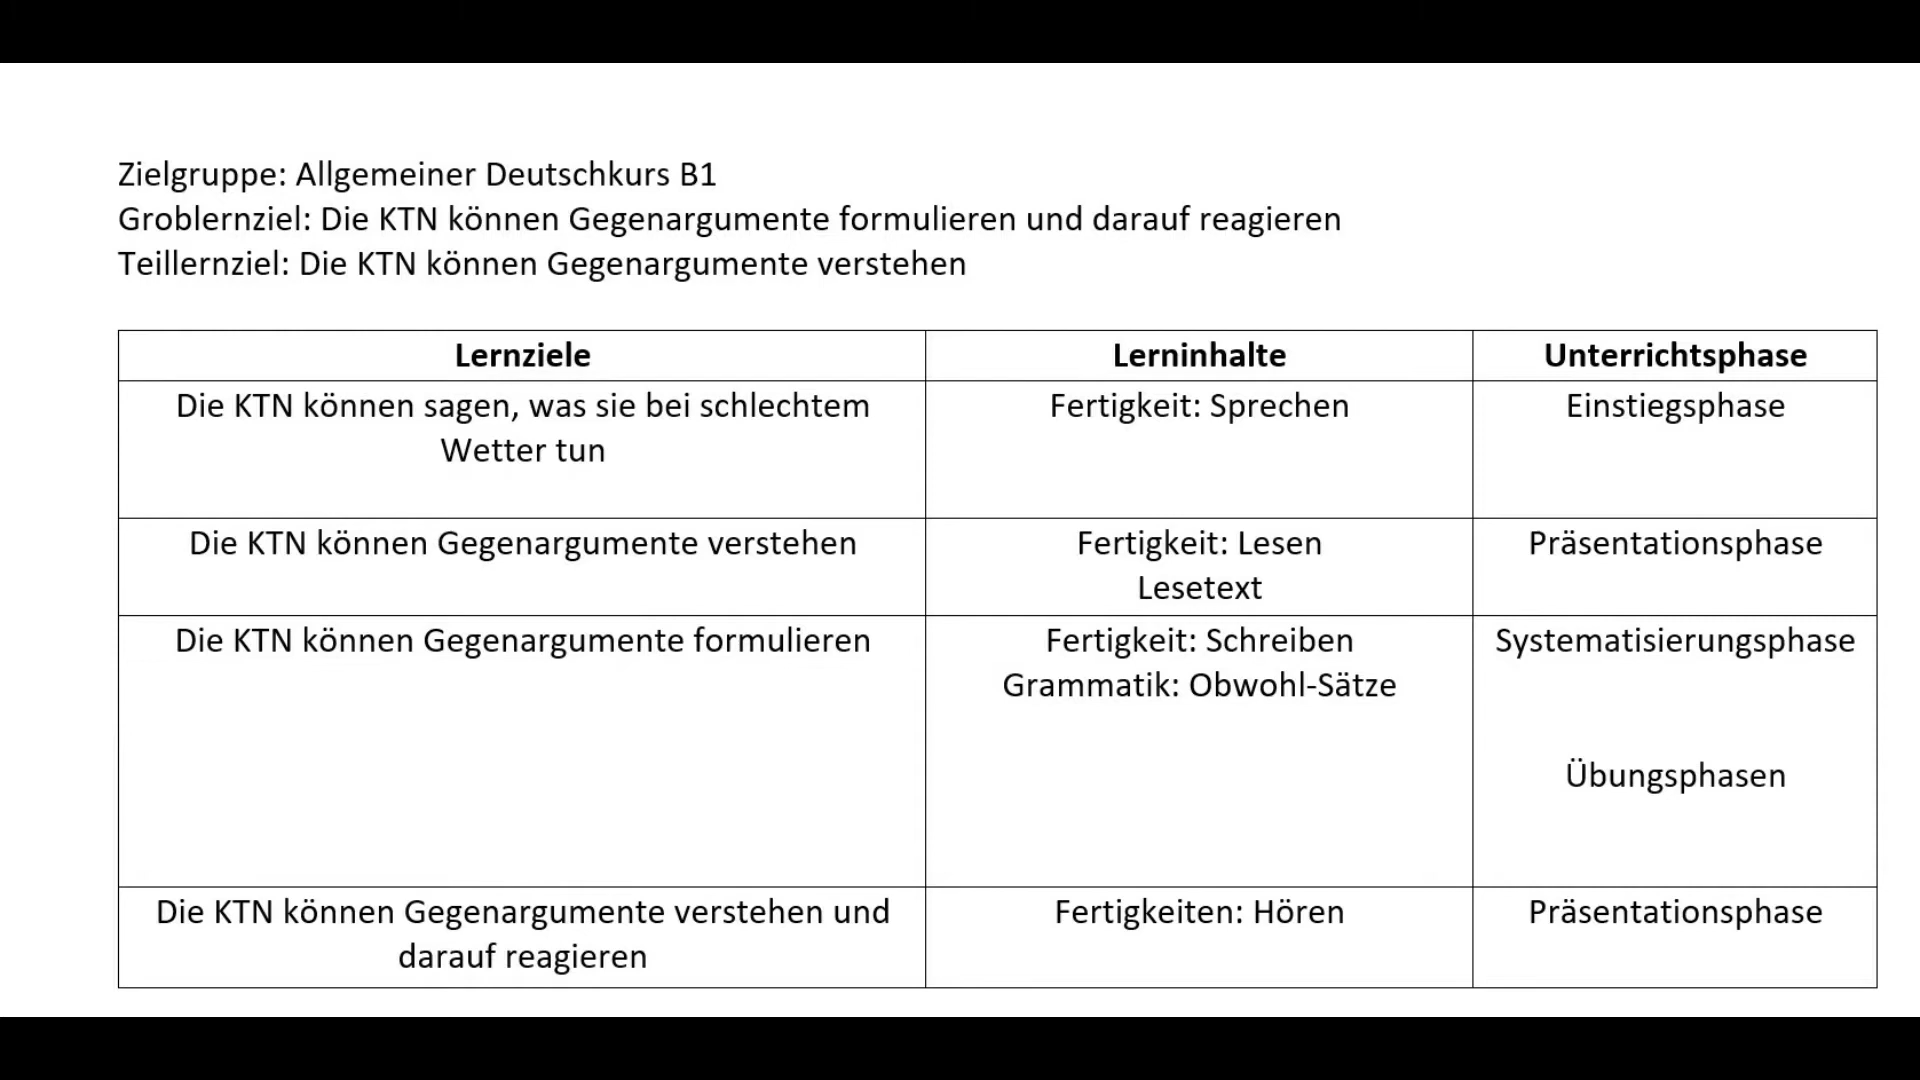 Zielgruppe: Allgemeiner Deutschkurs B1
Groblernziel: Die KTN können Gegenargumente formulieren und darauf reagieren
Teillernziel: Die KTN können Gegenargumente verstehen
Lernziele
Lerninhalte
Unterrichtsphase
Die KTN können sagen, was sie bei schlechtem
Wetter tun
Fertigkeit: Sprechen
Einstiegsphase
Die KTN können Gegenargumente verstehen
Fertigkeit: Lesen
Lesetext
Präsentationsphase
Die KTN können Gegenargumente formulieren
Fertigkeit: Schreiben
Grammatik: Obwohl-Sätze
Systematisierungsphase
Übungsphasen
Die KTN können Gegenargumente verstehen und
darauf reagieren
Fertigkeiten: Hören
Präsentationsphase